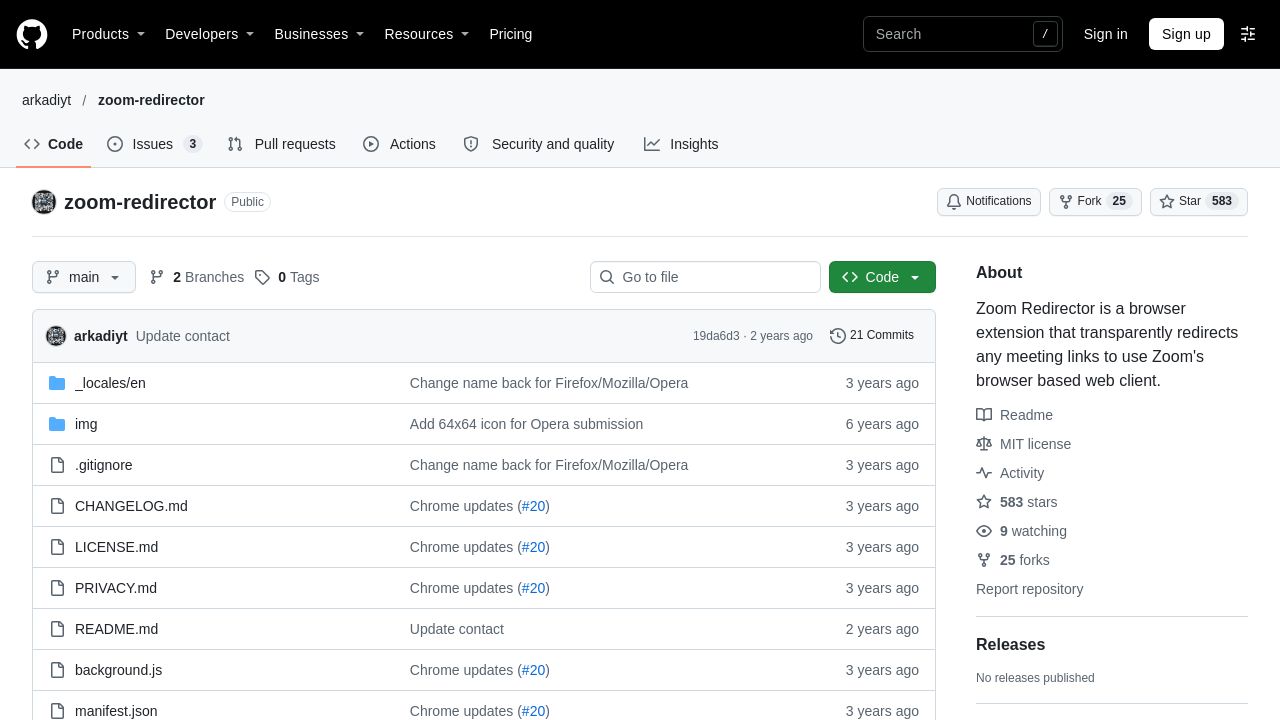 Products Developers Businesses Resources Pricing Search / Sign in Sign up
arkadiyt / zoom-redirector
Code Issues 3 Pull requests Actions Security and quality Insights
zoom-redirector Public Notifications Fork 25 Star 583
main 2 Branches 0 Tags Go to file Code
arkadiyt Update contact 19da6d3 · 2 years ago 21 Commits
_locales/en Change name back for Firefox/Mozilla/Opera 3 years ago
img Add 64x64 icon for Opera submission 6 years ago
.gitignore Change name back for Firefox/Mozilla/Opera 3 years ago
CHANGELOG.md Chrome updates (#20) 3 years ago
LICENSE.md Chrome updates (#20) 3 years ago
PRIVACY.md Chrome updates (#20) 3 years ago
README.md Update contact 2 years ago
background.js Chrome updates (#20) 3 years ago
manifest.json Chrome updates (#20) 3 years ago
About
Zoom Redirector is a browser
extension that transparently redirects
any meeting links to use Zoom's
browser based web client.
Readme
MIT license
Activity
583 stars
9 watching
25 forks
Report repository
Releases
No releases published